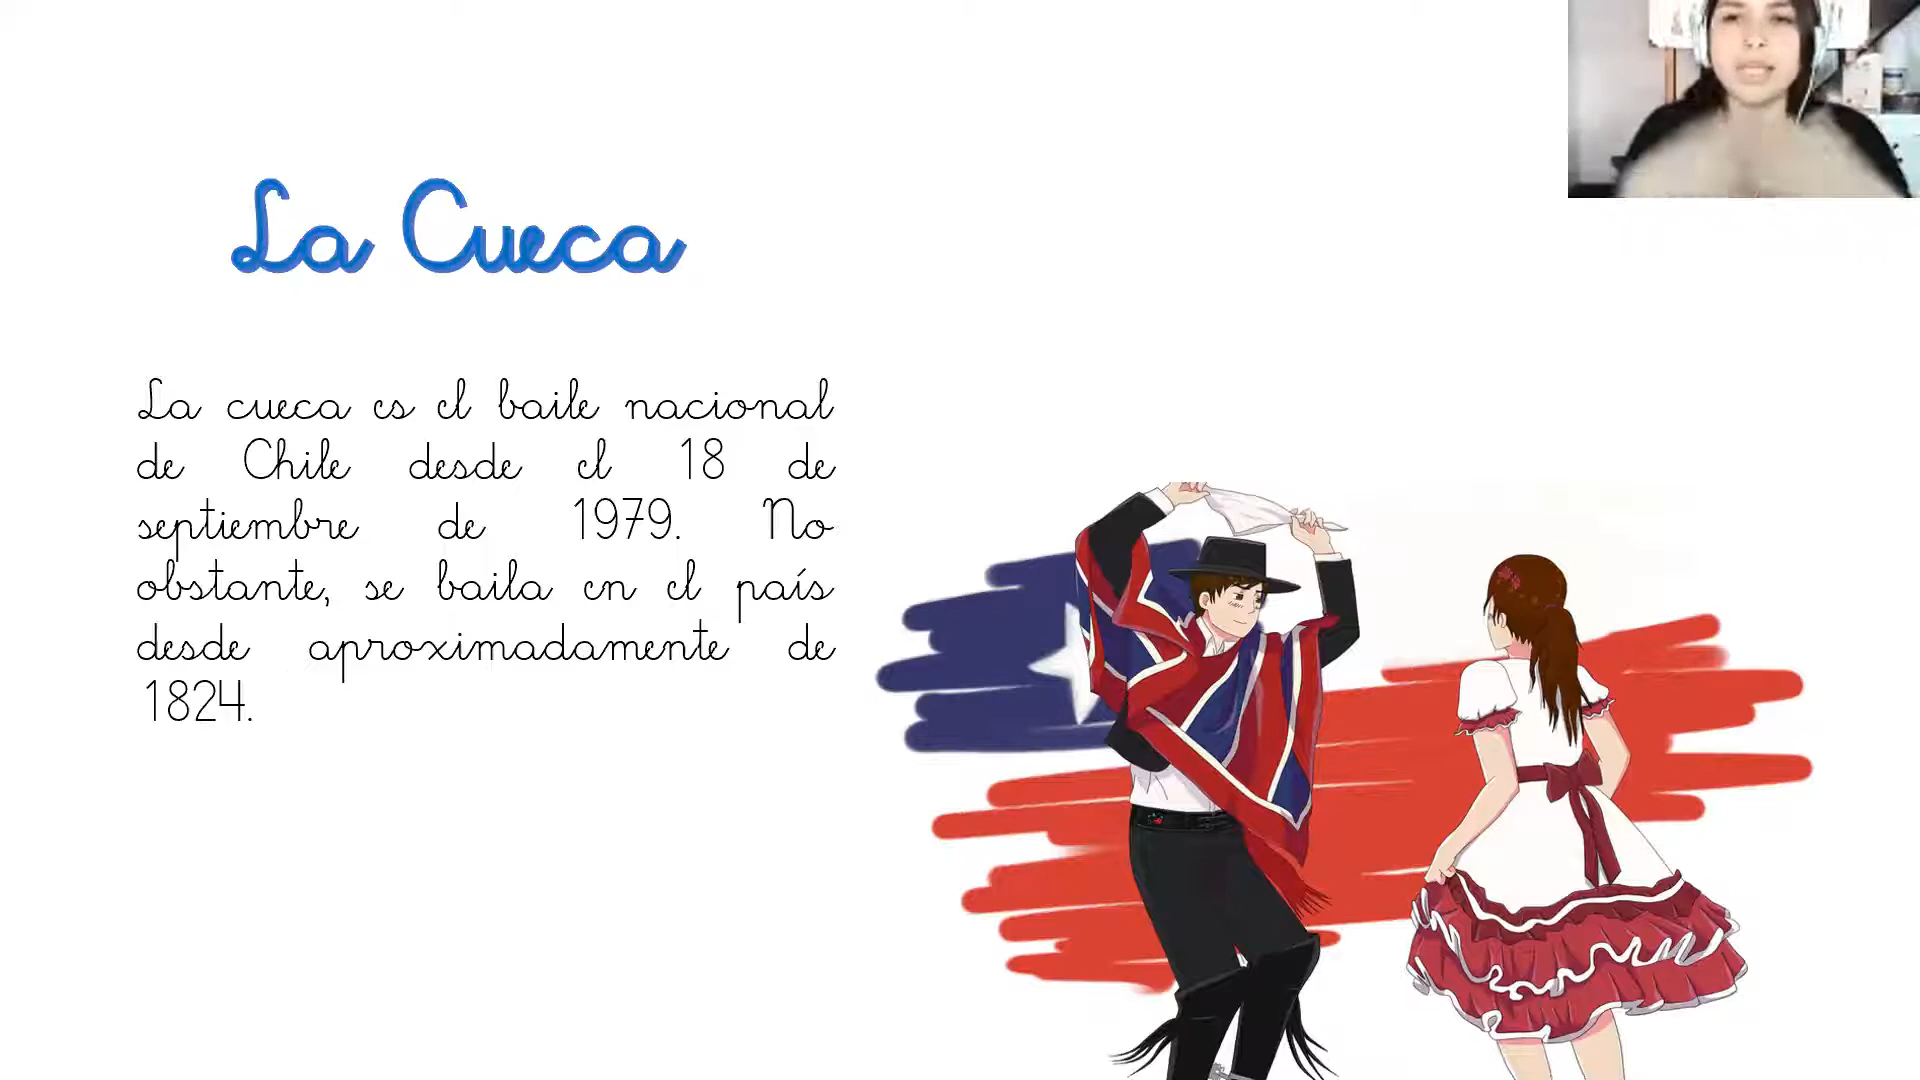 La Cueca
La cueca es el baile nacional
de Chile desde el 18 de
septiembre de 1979. No
obstante, se baila en el país
desde aproximadamente de
1824.